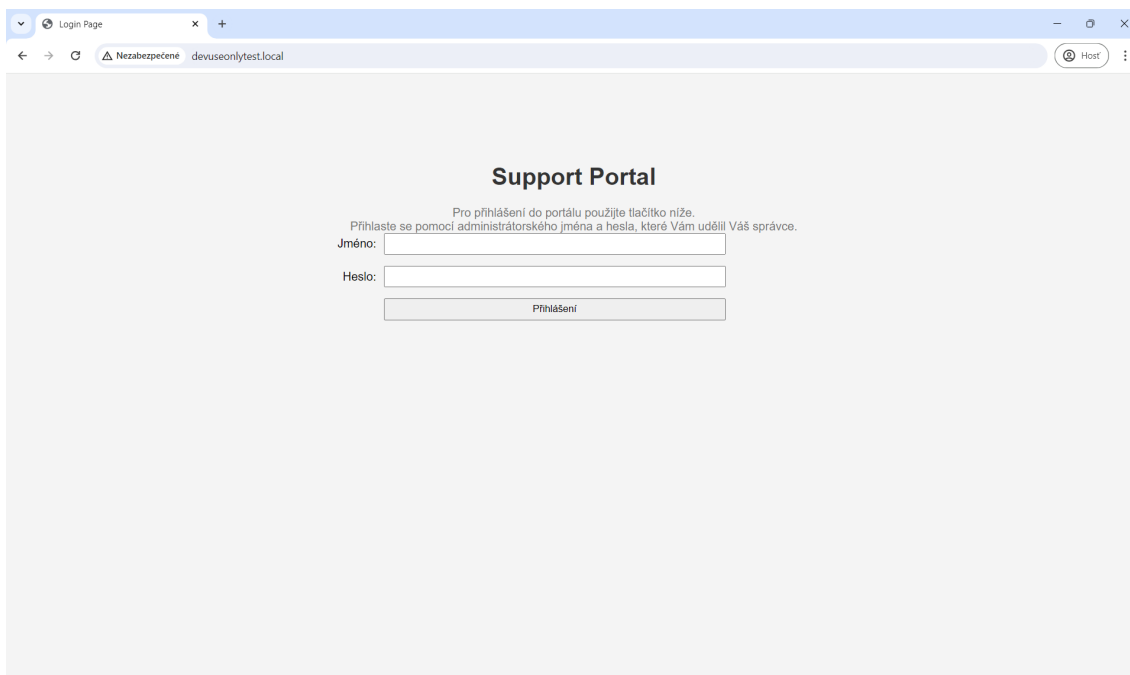 Login Page
Nezabezpečené devuseonlytest.local
Hosť
Support Portal
Pro přihlášení do portálu použijte tlačítko níže.
Přihlaste se pomocí administrátorského jména a hesla, které Vám udělil Váš správce.
Jméno:
Heslo:
Přihlášení